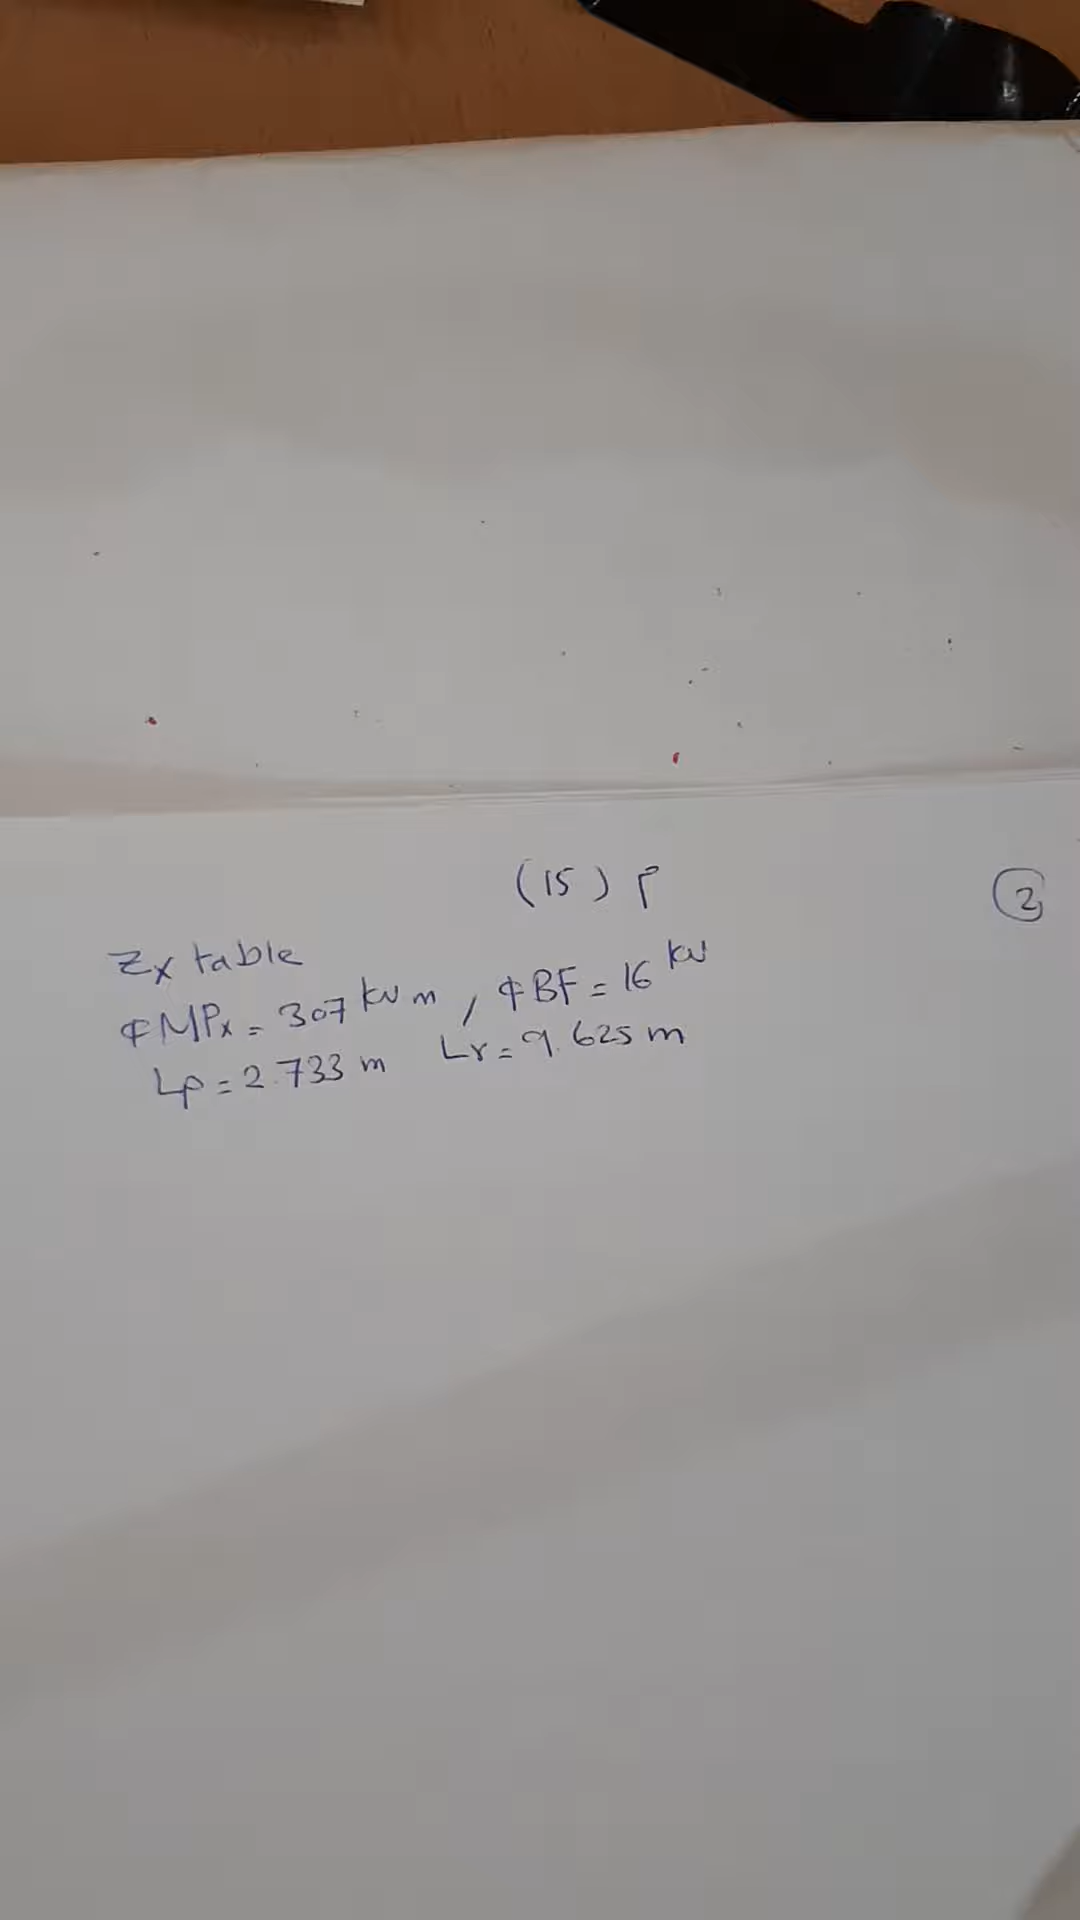 (15) م
2
Zx table
ΦMPx = 307 kN m , ΦBF = 16 kN
Lp = 2.733 m Lr = 9.625 m